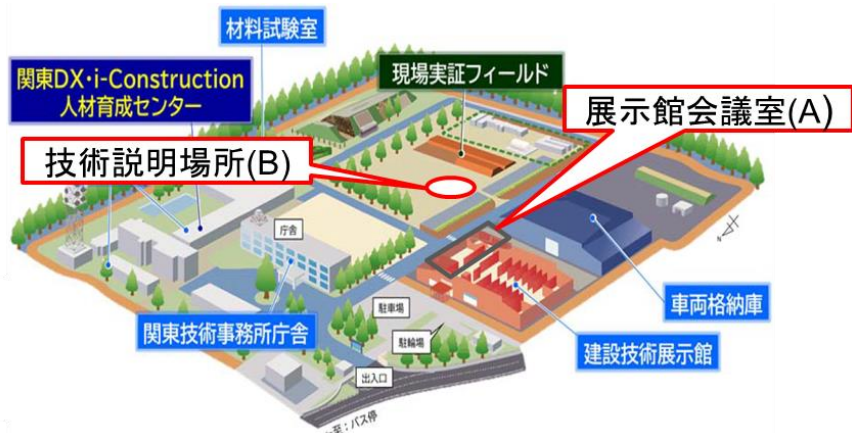 材料試験室
関東DX・i-Construction
人材育成センター
現場実証フィールド
展示館会議室(A)
技術説明場所(B)
庁舎
N
駐車場
車両格納庫
関東技術事務所庁舎
駐輪場
建設技術展示館
出入口
至:バス停